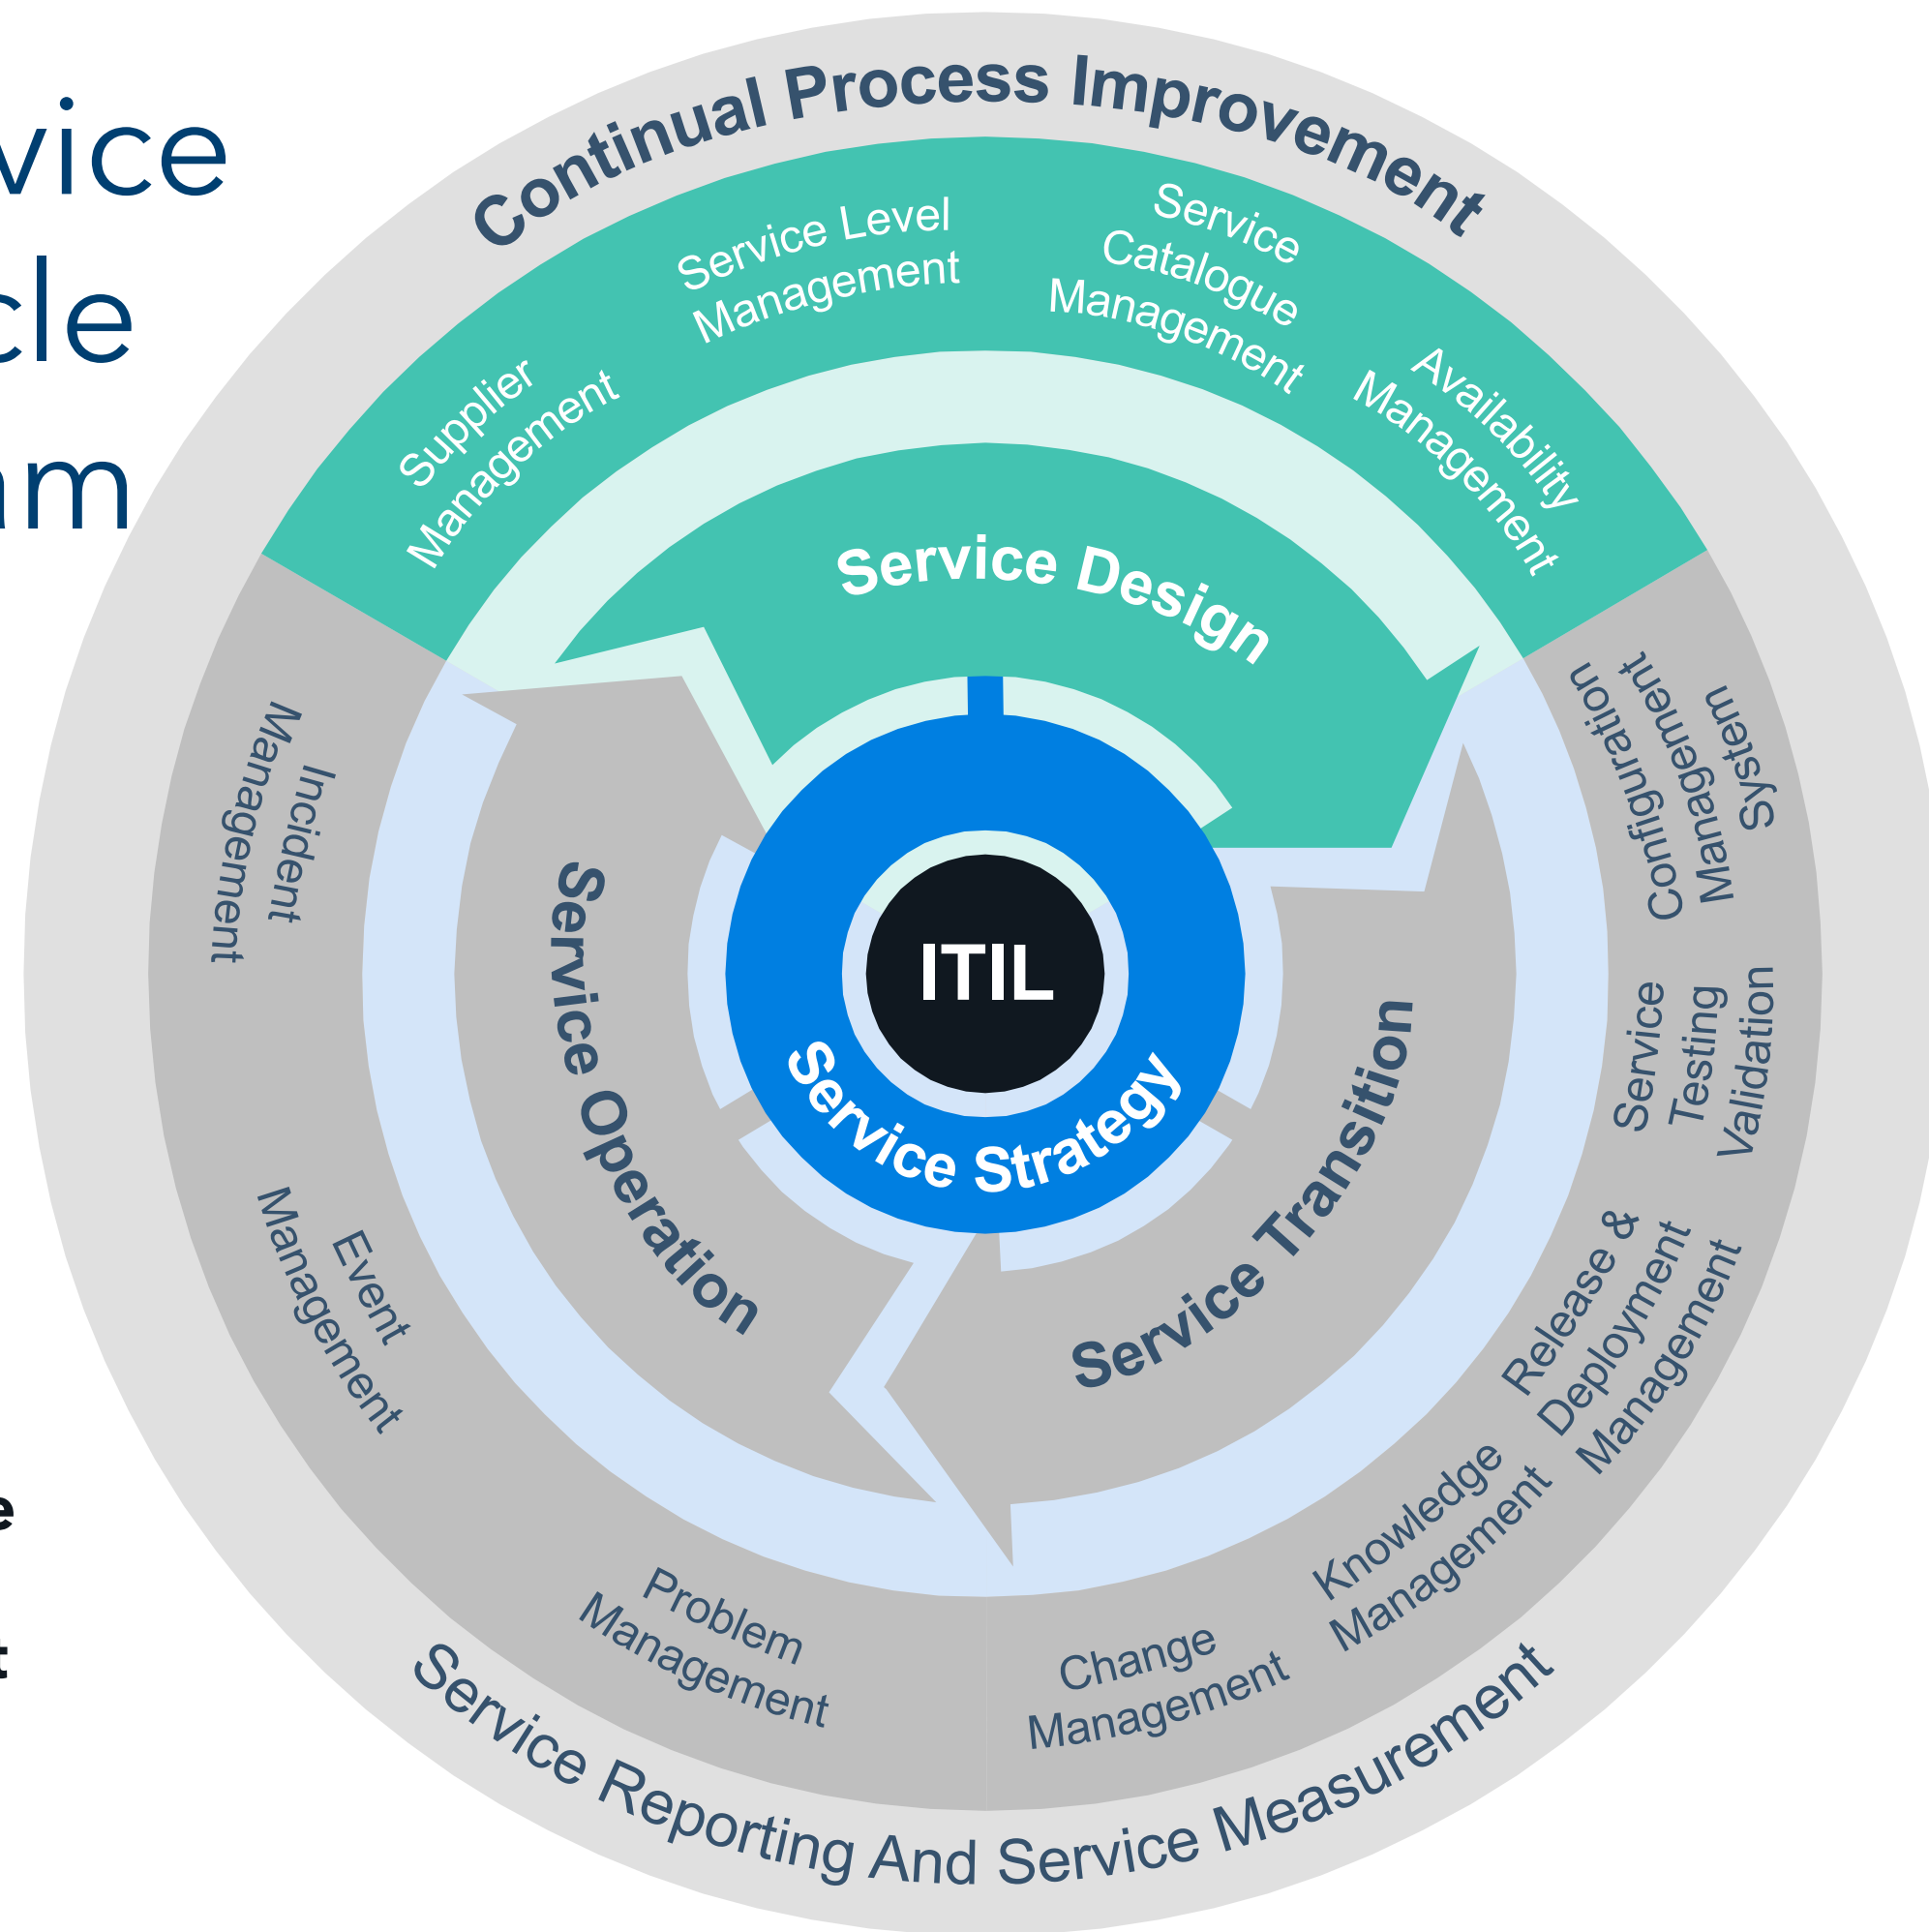 vice
cle
am
e
t
Continual Process Improvement
Supplier
Management
Service Level
Management
Service
Catalogue
Management
Availability
Management
Service Design
Configuration
Management
System
Service
Testing
Validation
Release &
Deployment
Management
Knowledge
Management
Change
Management
Service Transition
Problem
Management
Event
Management
Incident
Management
Service Operation
ITIL
Service Strategy
Service Reporting And Service Measurement